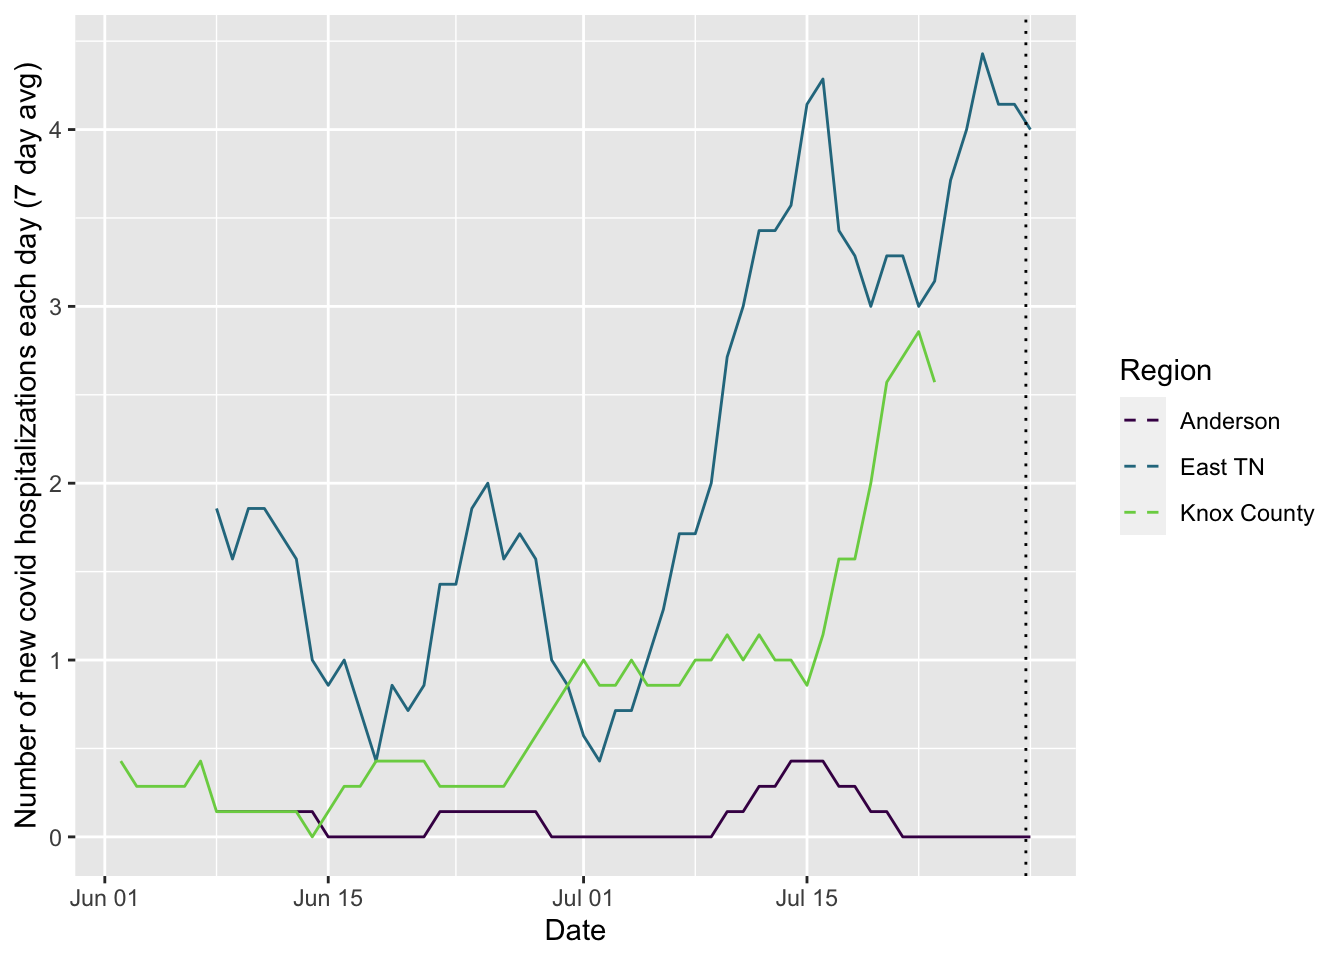 Number of new covid hospitalizations each day (7 day avg)
4
3
2
1
0
Jun 01
Jun 15
Jul 01
Jul 15
Date
Region
Anderson
East TN
Knox County